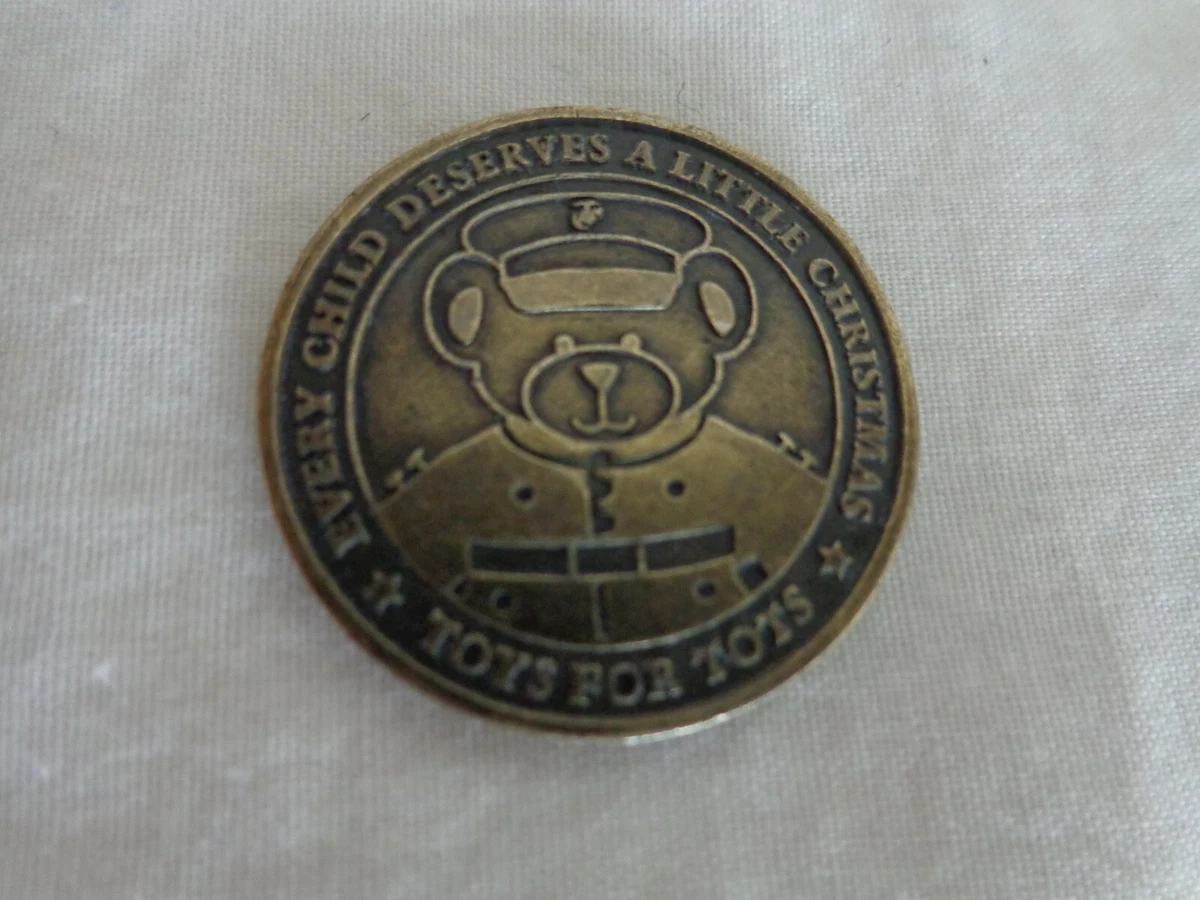 EVERY CHILD DESERVES A LITTLE CHRISTMAS
TOYS FOR TOTS